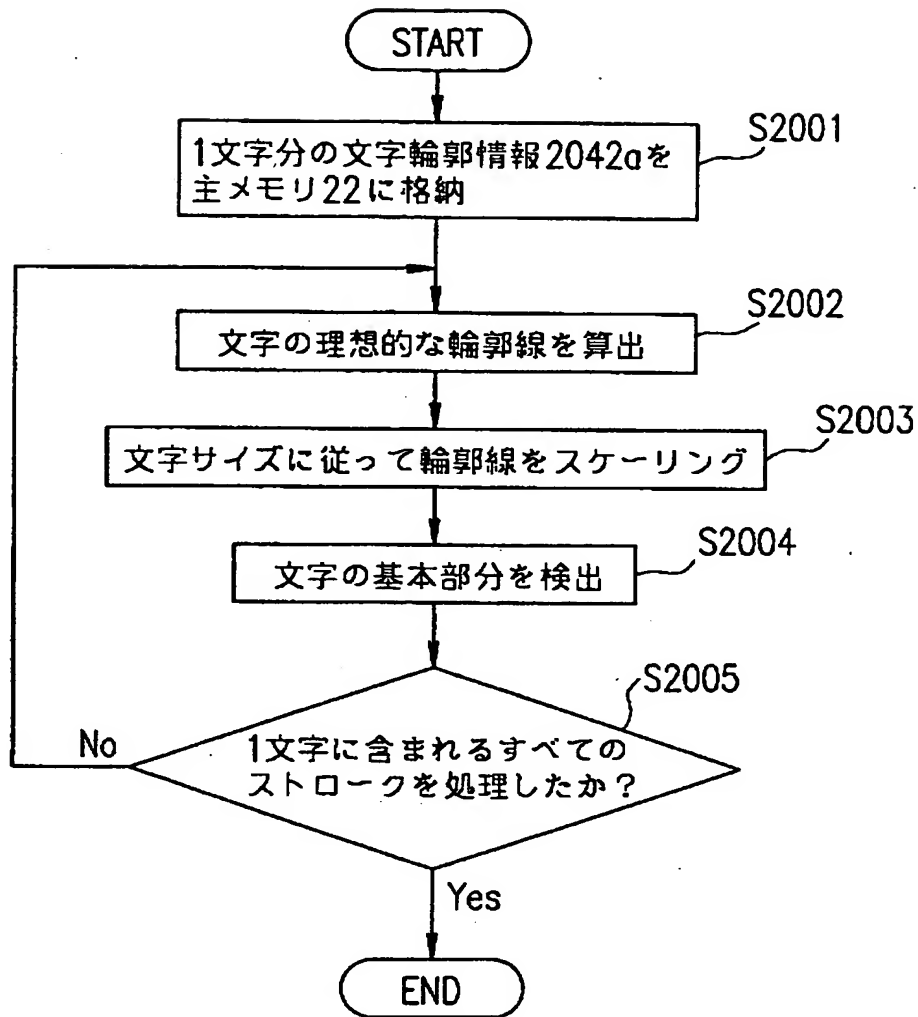 START
S2001
1文字分の文字輪郭情報2042aを
主メモリ22に格納
S2002
文字の理想的な輪郭線を算出
S2003
文字サイズに従って輪郭線をスケーリング
S2004
文字の基本部分を検出
S2005
No
1文字に含まれるすべての
ストロークを処理したか?
Yes
END